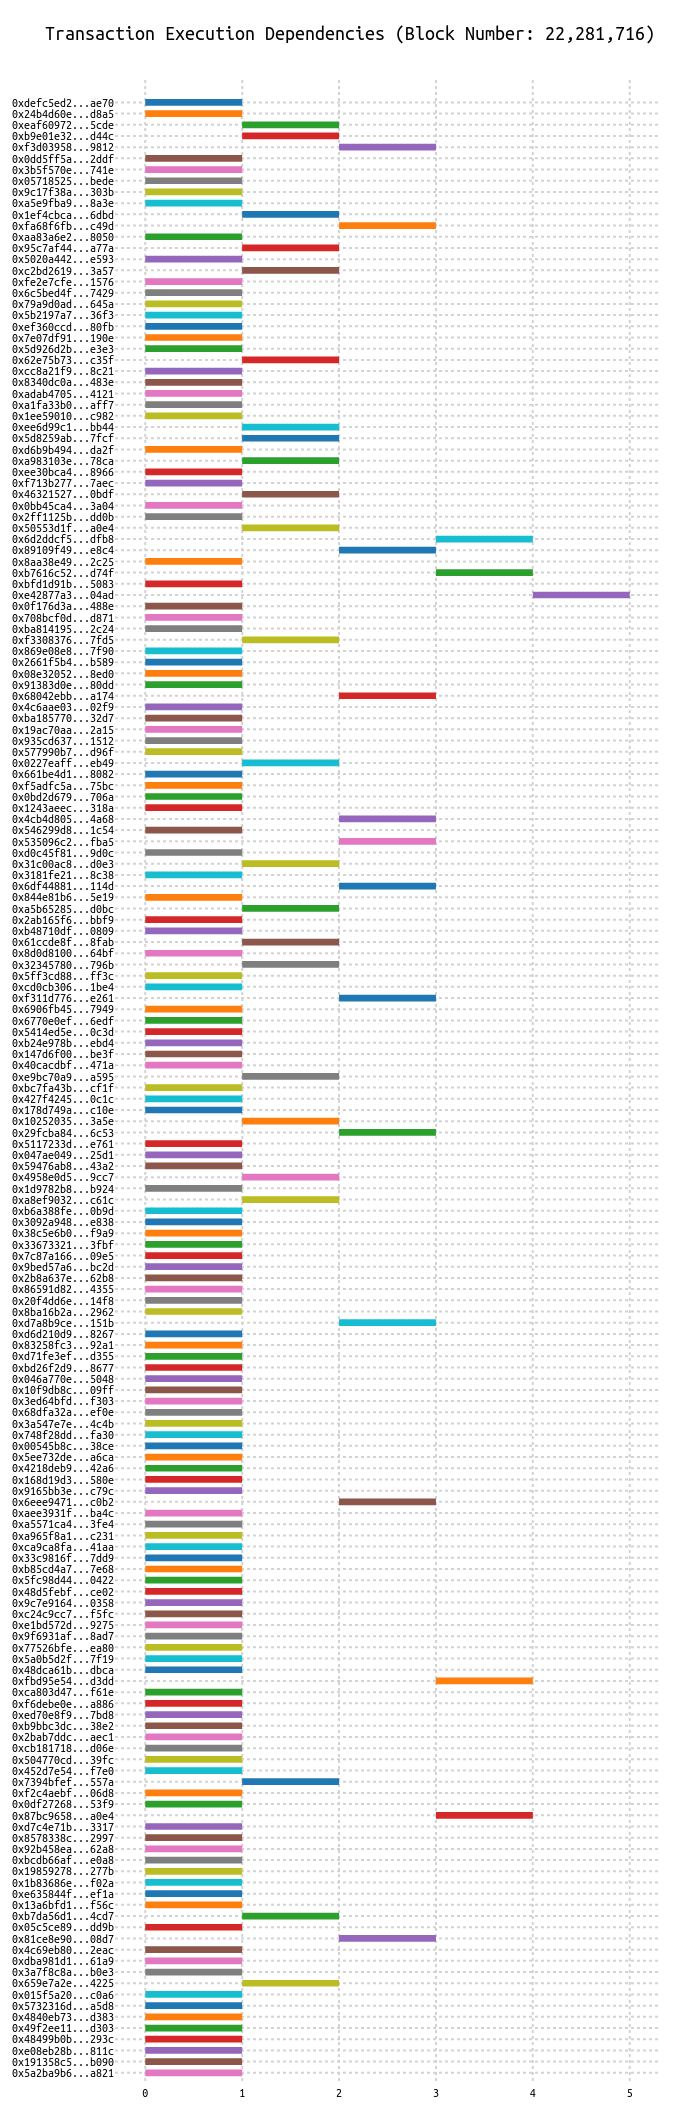 Transaction Execution Dependencies (Block Number: 22,281,716)
0xdefc5ed2...ae70
0x24b4d60e...d8a5
0xeaf60972...5cde
0xb9e01e32...d44c
0xf3d03958...9812
0x0dd5ff5a...2ddf
0x3b5f570e...741e
0x05718525...bede
0x9c17f38a...303b
0xa5e9fba9...8a3e
0x1ef4cbca...6dbd
0xfa68f6fb...c49d
0xaa83a6e2...8050
0x95c7af44...a77a
0x5020a442...e593
0xc2bd2619...3a57
0xfe2e7cfe...1576
0x6c5bed4f...7429
0x79a9d0ad...645a
0x5b2197a7...36f3
0xef360ccd...80fb
0x7e07df91...190e
0x5d926d2b...e3e3
0x62e75b73...c35f
0xcc8a21f9...8c21
0x8340dc0a...483e
0xadab4705...4121
0xa1fa33b0...aff7
0x1ee59010...c982
0xee6d99c1...bb44
0x5d8259ab...7fcf
0xd6b9b494...da2f
0xa983103e...78ca
0xee30bca4...8966
0xf713b277...7aec
0x46321527...0bdf
0x0bb45ca4...3a04
0x2ff1125b...dd0b
0x50553d1f...a0e4
0x6d2ddcf5...dfb8
0x89109f49...e8c4
0x8aa38e49...2c25
0xb7616c52...d74f
0xbfd1d91b...5083
0xe42877a3...04ad
0x0f176d3a...488e
0x708bcf0d...d871
0xba814195...2c24
0xf3308376...7fd5
0x869e08e8...7f90
0x2661f5b4...b589
0x08e32052...8ed0
0x91383d0e...80dd
0x68042ebb...a174
0x4c6aae03...02f9
0xba185770...32d7
0x19ac70aa...2a15
0x935cd637...1512
0x577990b7...d96f
0x0227eaff...eb49
0x661be4d1...8082
0xf5adfc5a...75bc
0x0bd2d679...706a
0x1243aeec...318a
0x4cb4d805...4a68
0x546299d8...1c54
0x535096c2...fba5
0xd0c45f81...9d0c
0x31c00ac8...d0e3
0x3181fe21...8c38
0x6df44881...114d
0x844e81b6...5e19
0xa5b65285...d0bc
0x2ab165f6...bbf9
0xb48710df...0809
0x61ccde8f...8fab
0x8d0d8100...64bf
0x32345780...796b
0x5ff3cd88...ff3c
0xcd0cb306...1be4
0xf311d776...e261
0x6906fb45...7949
0x6770e0ef...6edf
0x5414ed5e...0c3d
0xb24e978b...ebd4
0x147d6f00...be3f
0x40cacdbf...471a
0xe9bc70a9...a595
0xbc7fa43b...cf1f
0x427f4245...0c1c
0x178d749a...c10e
0x10252035...3a5e
0x29fcba84...6c53
0x5117233d...e761
0x047ae049...25d1
0x59476ab8...43a2
0x4958e0d5...9cc7
0x1d9782b8...b924
0xa8ef9032...c61c
0xb6a388fe...0b9d
0x3092a948...e838
0x38c5e6b0...f9a9
0x33673321...3fbf
0x7c87a166...09e5
0x9bed57a6...bc2d
0x2b8a637e...62b8
0x86591d82...4355
0x20f4dd6e...14f8
0x8ba16b2a...2962
0xd7a8b9ce...151b
0xd6d210d9...8267
0x83258fc3...92a1
0xd71fe3ef...d355
0xbd26f2d9...8677
0x046a770e...5048
0x10f9db8c...09ff
0x3ed64bfd...f303
0x68dfa32a...ef0e
0x3a547e7e...4c4b
0x748f28dd...fa30
0x00545b8c...38ce
0x5ee732de...a6ca
0x4218deb9...42a6
0x168d19d3...580e
0x9165bb3e...c79c
0x6eee9471...c0b2
0xaee3931f...ba4c
0xa5571ca4...3fe4
0xa965f8a1...c231
0xca9ca8fa...41aa
0x33c9816f...7dd9
0xb85cd4a7...7e68
0x5fc98d44...0422
0x48d5febf...ce02
0x9c7e9164...0358
0xc24c9cc7...f5fc
0xe1bd572d...9275
0x9f6931af...8ad7
0x77526bfe...ea80
0x5a0b5d2f...7f19
0x48dca61b...dbca
0xfbd95e54...d3dd
0xca803d47...f61e
0xf6debe0e...a886
0xed70e8f9...7bd8
0xb9bbc3dc...38e2
0x2bab7ddc...aec1
0xcb181718...d06e
0x504770cd...39fc
0x452d7e54...f7e0
0x7394bfef...557a
0xf2c4aebf...06d8
0x0df27268...53f9
0x87bc9658...a0e4
0xd7c4e71b...3317
0x8578338c...2997
0x92b458ea...62a8
0xbcdb66af...e0a8
0x19859278...277b
0x1b83686e...f02a
0xe635844f...ef1a
0x13a6bfd1...f56c
0xb7da56d1...4cd7
0x05c5ce89...dd9b
0x81ce8e90...08d7
0x4c69eb80...2eac
0xdba981d1...61a9
0x3a7f8c8a...b0e3
0x659e7a2e...4225
0x015f5a20...c0a6
0x5732316d...a5d8
0x4840eb73...d383
0x49f2ee11...d303
0x48499b0b...293c
0xe08eb28b...811c
0x191358c5...b090
0x5a2ba9b6...a821
0 1 2 3 4 5